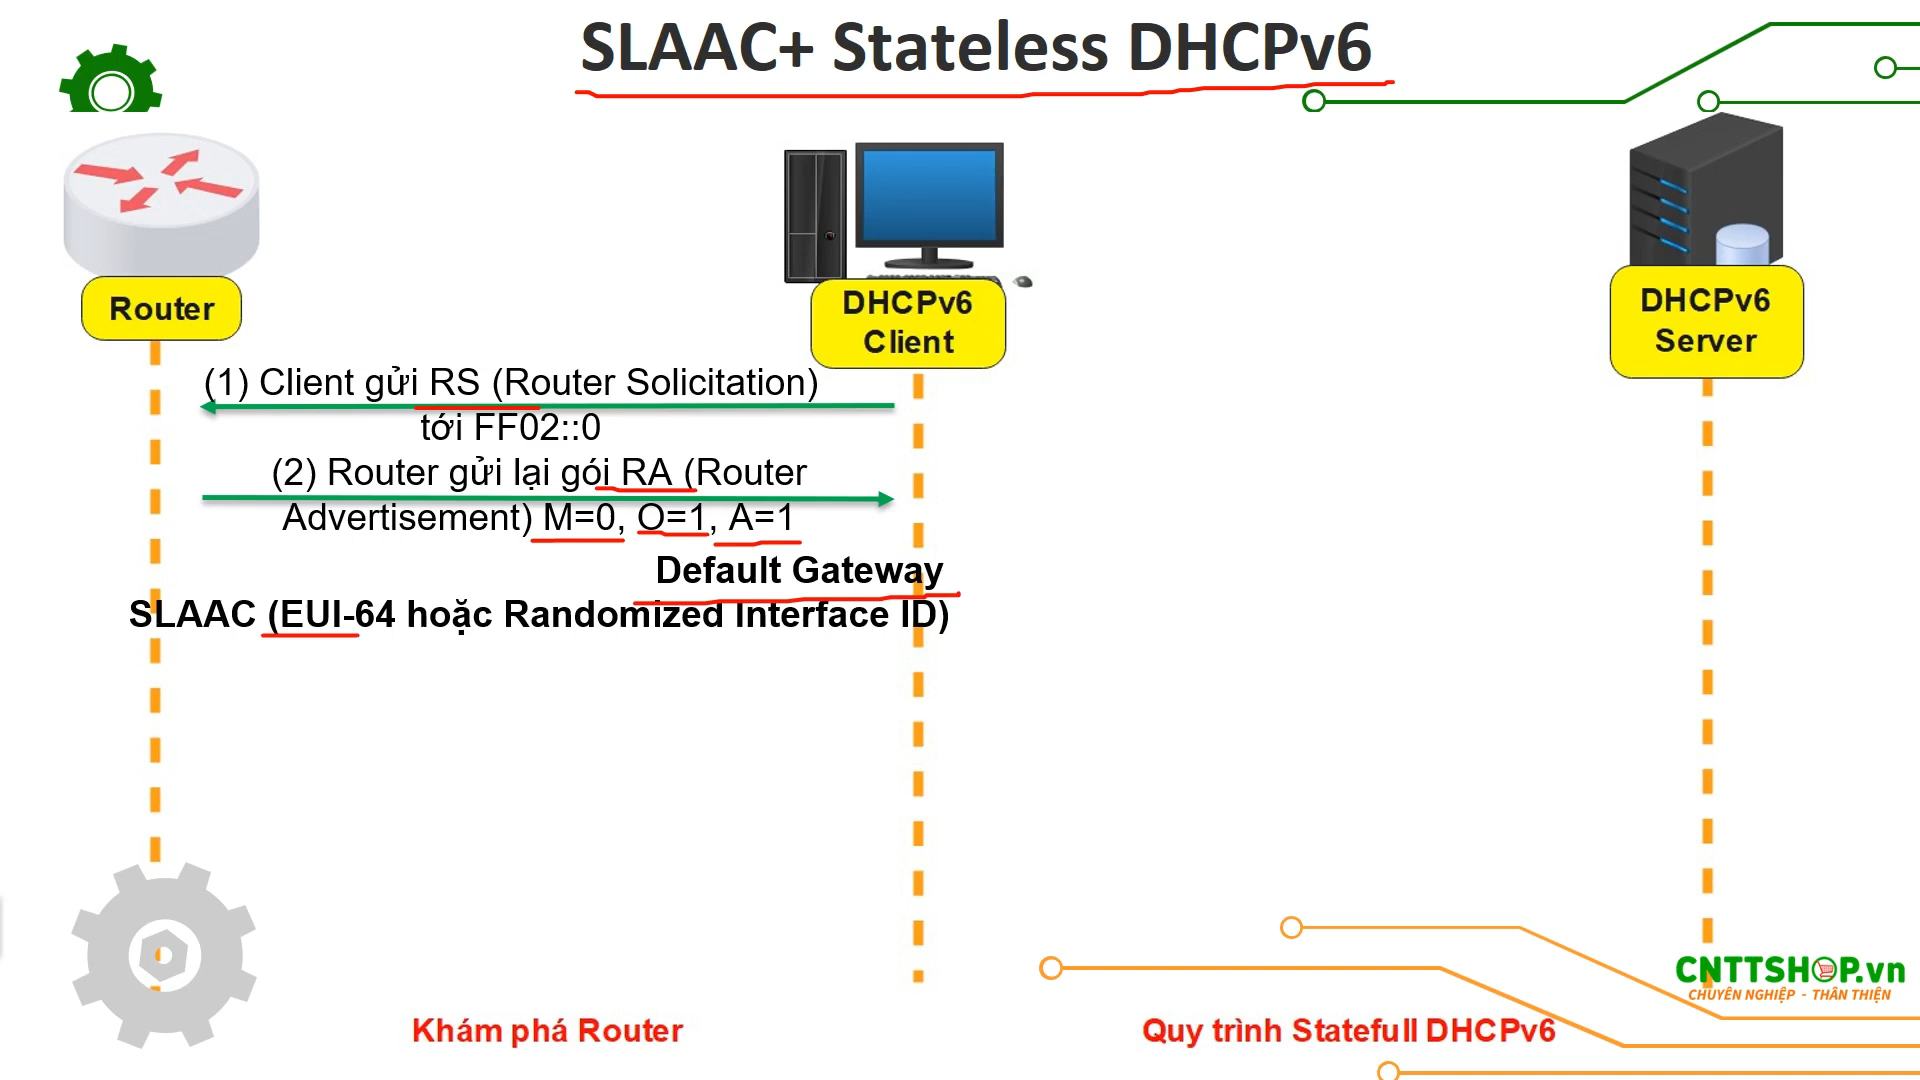 SLAAC+ Stateless DHCPv6
Router
DHCPv6
Client
DHCPv6
Server
(1) Client gửi RS (Router Solicitation)
tới FF02::0
(2) Router gửi lại gói RA (Router
Advertisement) M=0, O=1, A=1
Default Gateway
SLAAC (EUI-64 hoặc Randomized Interface ID)
CNTTSHOP.vn
CHUYÊN NGHIỆP - THÂN THIỆN
Khám phá Router
Quy trình Statefull DHCPv6